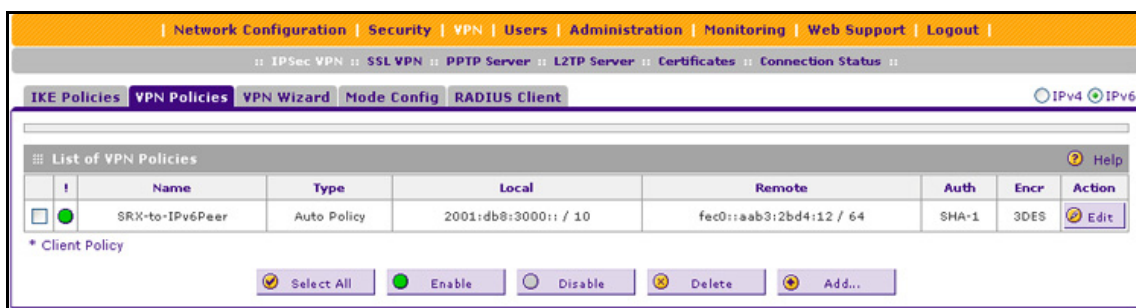 | Network Configuration | Security | VPN | Users | Administration | Monitoring | Web Support | Logout |
:: IPSec VPN :: SSL VPN :: PPTP Server :: L2TP Server :: Certificates :: Connection Status ::
IKE Policies VPN Policies VPN Wizard Mode Config RADIUS Client IPv4 IPv6
List of VPN Policies ? Help
! Name Type Local Remote Auth Encr Action
SRX-to-IPv6Peer Auto Policy 2001:db8:3000:: / 10 fec0::aab3:2bd4:12 / 64 SHA-1 3DES Edit
* Client Policy
Select All Enable Disable Delete Add...